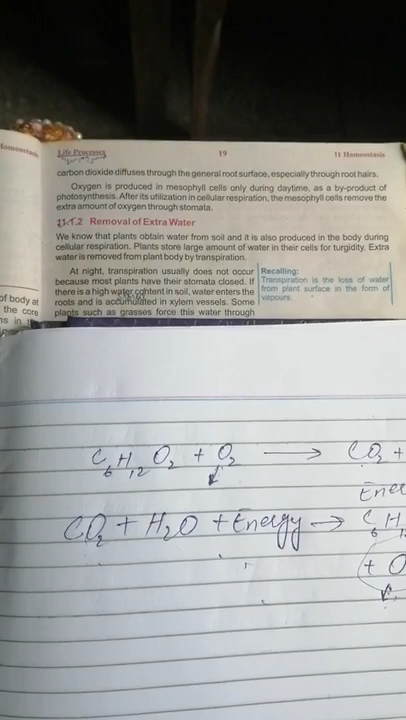 Homeostasis
Life Processes 19 11 Homeostasis
carbon dioxide diffuses through the general root surface, especially through root hairs.
Oxygen is produced in mesophyll cells only during daytime, as a by-product of
photosynthesis. After its utilization in cellular respiration, the mesophyll cells remove the
extra amount of oxygen through stomata.
11.1.2 Removal of Extra Water
We know that plants obtain water from soil and it is also produced in the body during
cellular respiration. Plants store large amount of water in their cells for turgidity. Extra
water is removed from plant body by transpiration.
At night, transpiration usually does not occur
because most plants have their stomata closed. If
there is a high water content in soil, water enters the
roots and is accumulated in xylem vessels. Some
plants such as grasses force this water through
Recalling:
Transpiration is the loss of water
from plant surface in the form of
vapours.
of body at
the core
ns in
C6H12O2 + O2 → CO2 +
Ene
CO2 + H2O + Energy → C6H
+ O